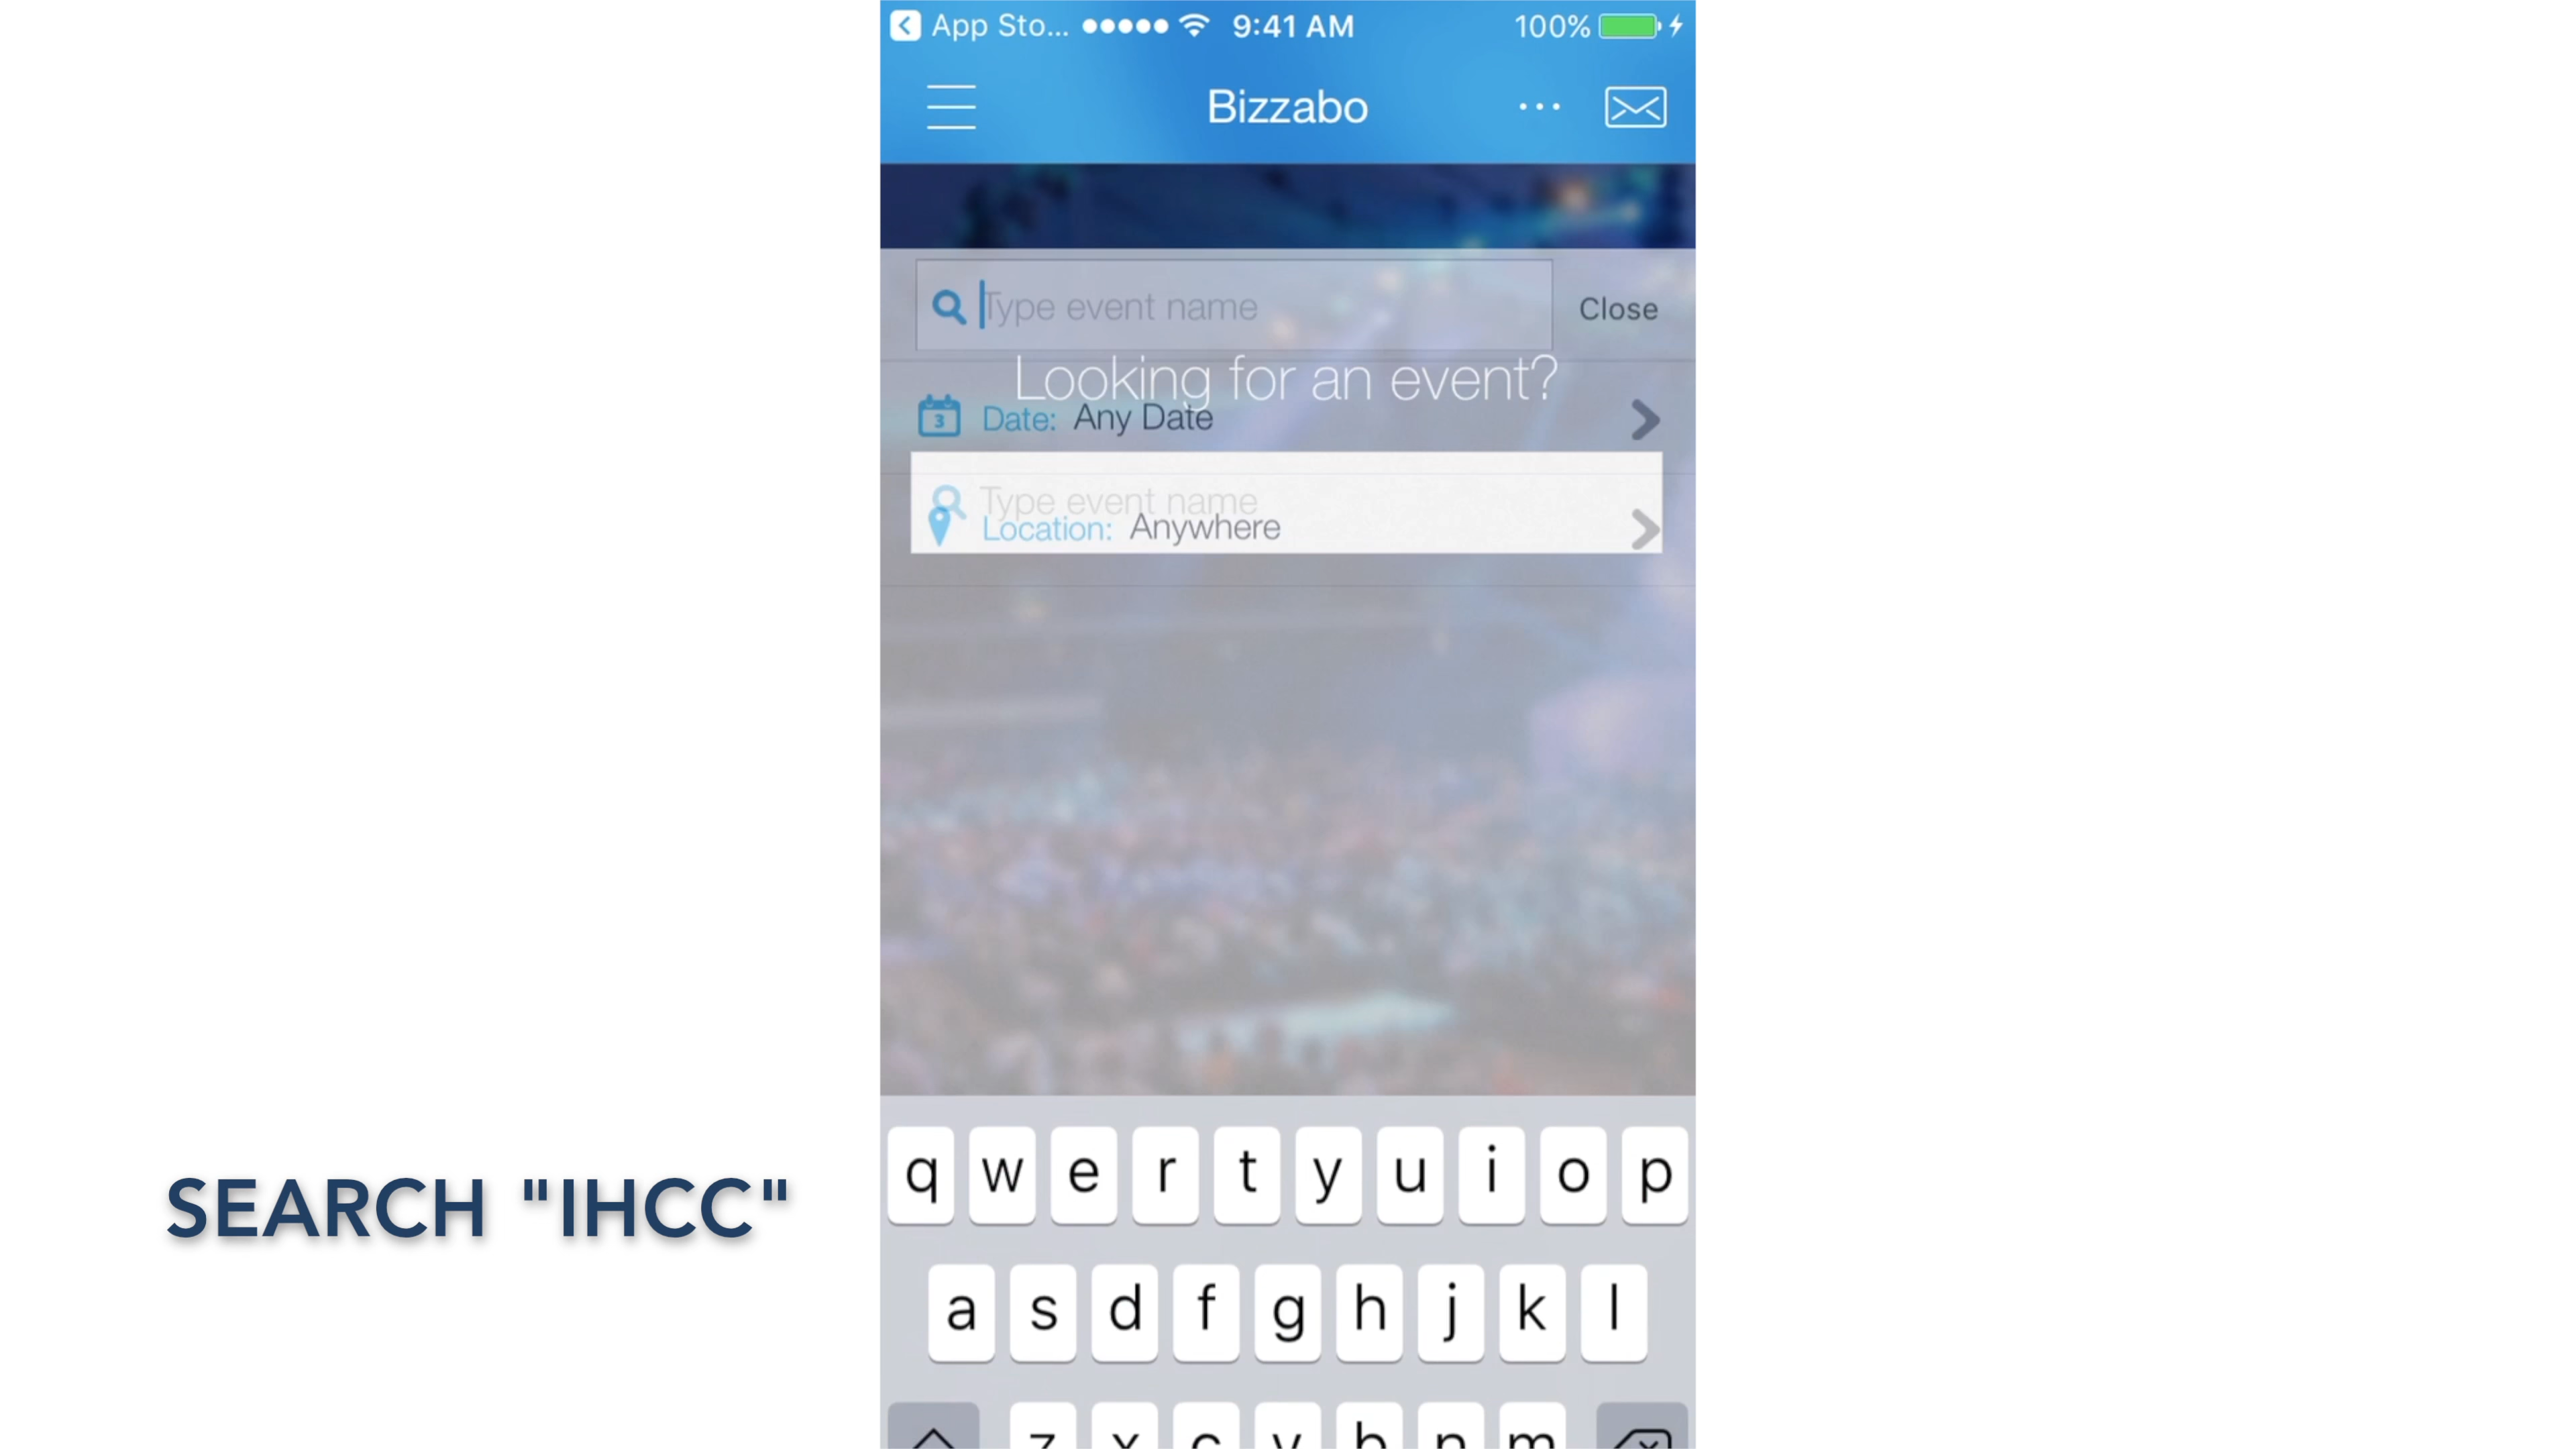 App Sto... 9:41 AM 100%
Bizzabo ...
Type event name Close
Looking for an event?
3 Date: Any Date
Type event name
Location: Anywhere
q w e r t y u i o p
SEARCH "IHCC"
a s d f g h j k l
z x c v b n m